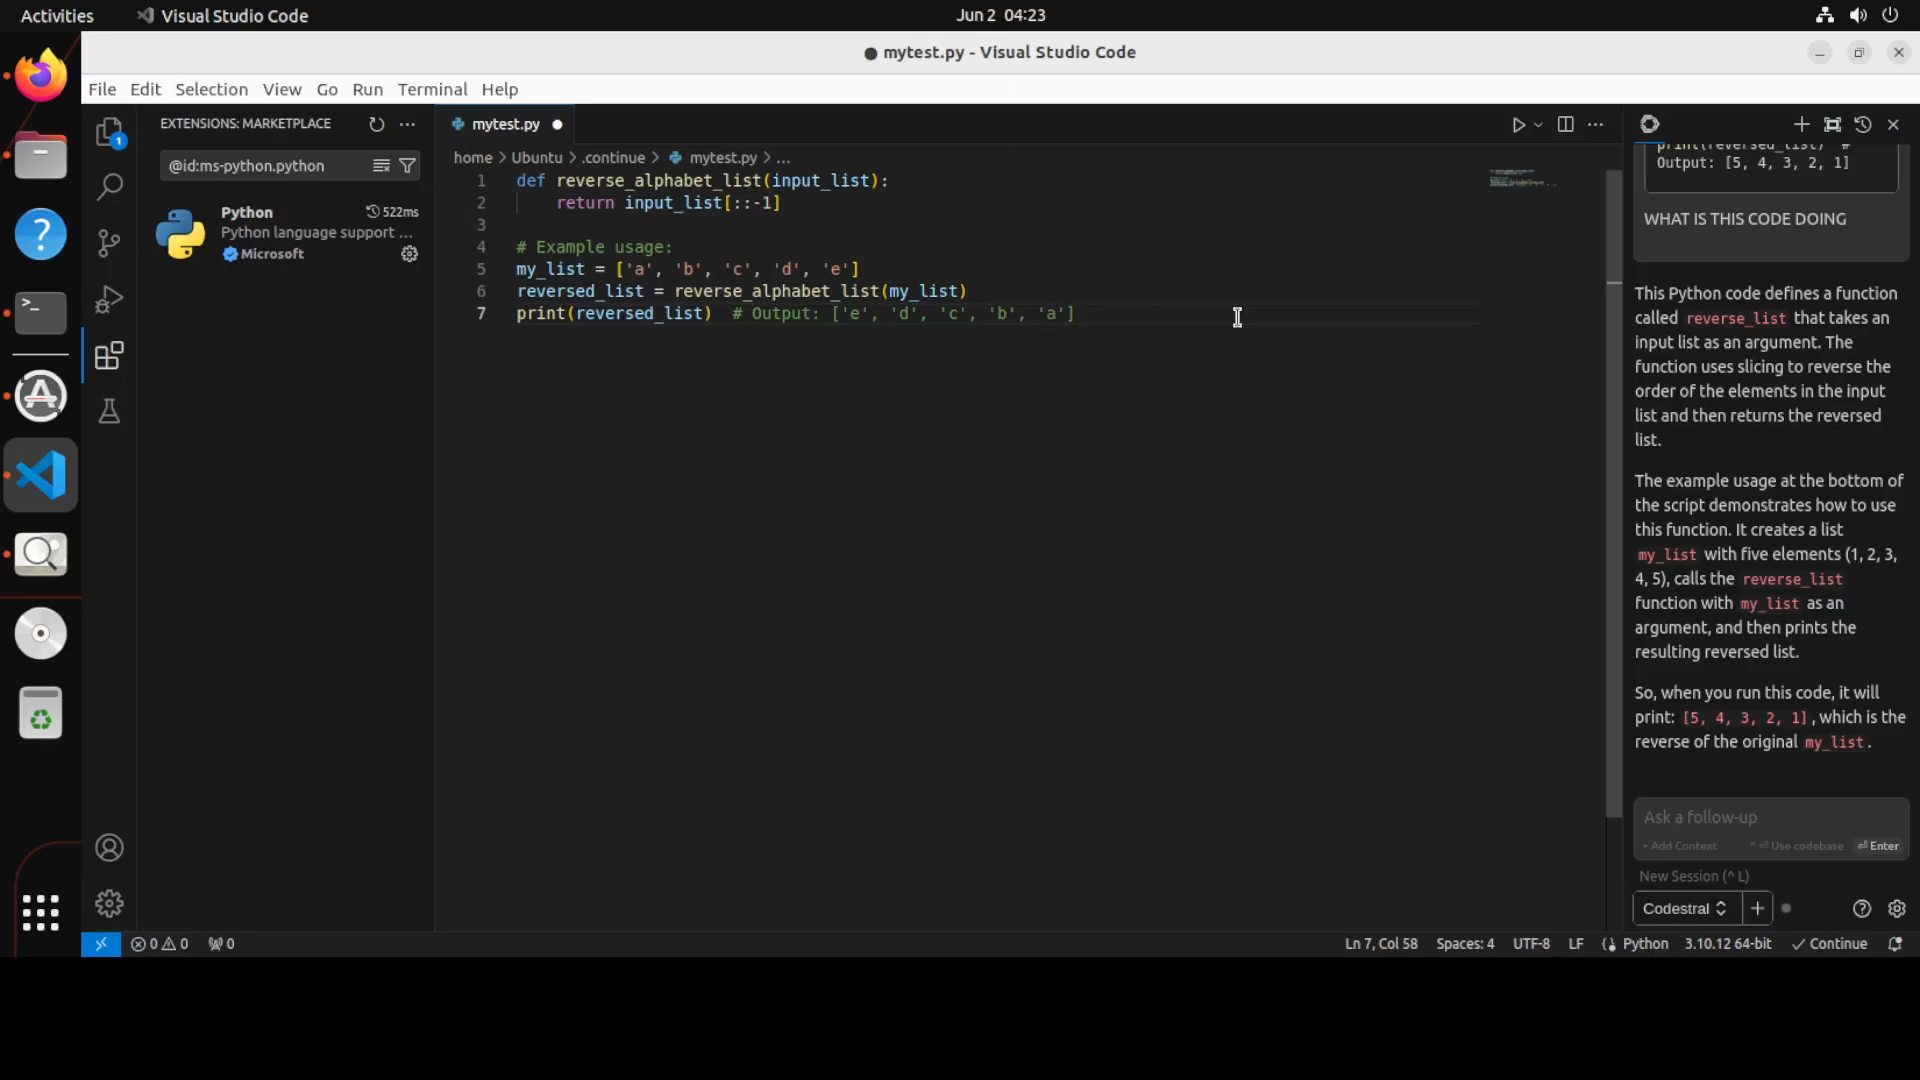 Activities
Visual Studio Code
Jun 2 04:23
● mytest.py - Visual Studio Code
File Edit Selection View Go Run Terminal Help
EXTENSIONS: MARKETPLACE
@id:ms-python.python
Python
522ms
Python language support ...
Microsoft
1
mytest.py
home > Ubuntu > .continue > mytest.py > ...
1 def reverse_alphabet_list(input_list):
2 return input_list[::-1]
3
4 # Example usage:
5 my_list = ['a', 'b', 'c', 'd', 'e']
6 reversed_list = reverse_alphabet_list(my_list)
7 print(reversed_list) # Output: ['e', 'd', 'c', 'b', 'a']
print(reversed_list) #
Output: [5, 4, 3, 2, 1]
WHAT IS THIS CODE DOING
This Python code defines a function
called reverse_list that takes an
input list as an argument. The
function uses slicing to reverse the
order of the elements in the input
list and then returns the reversed
list.
The example usage at the bottom of
the script demonstrates how to use
this function. It creates a list
my_list with five elements (1, 2, 3,
4, 5), calls the reverse_list
function with my_list as an
argument, and then prints the
resulting reversed list.
So, when you run this code, it will
print: [5, 4, 3, 2, 1], which is the
reverse of the original my_list.
Ask a follow-up
+ Add Context ^ ⏎ Use codebase ⏎ Enter
New Session (^ L)
Codestral
0 0 0
Ln 7, Col 58 Spaces: 4 UTF-8 LF Python 3.10.12 64-bit Continue